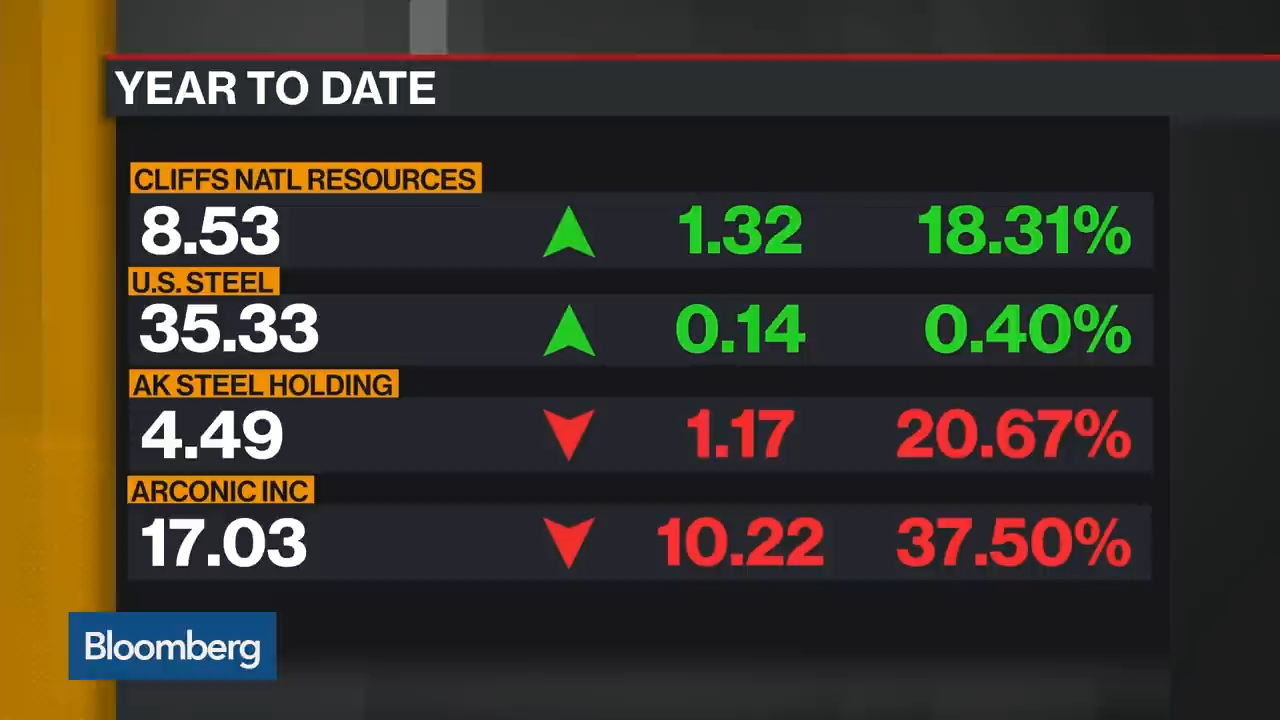 YEAR TO DATE
CLIFFS NATL RESOURCES
8.53 1.32 18.31%
U.S. STEEL
35.33 0.14 0.40%
AK STEEL HOLDING
4.49 1.17 20.67%
ARCONIC INC
17.03 10.22 37.50%
Bloomberg